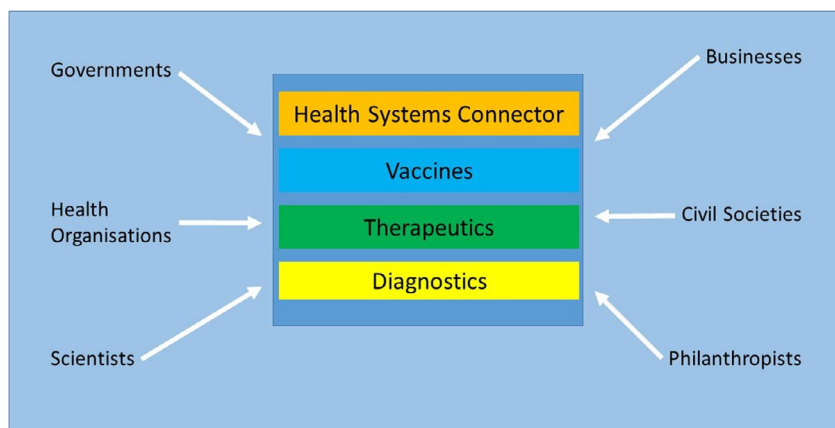 Governments
Businesses
Health Systems Connector
Vaccines
Health
Organisations
Therapeutics
Civil Societies
Diagnostics
Scientists
Philanthropists